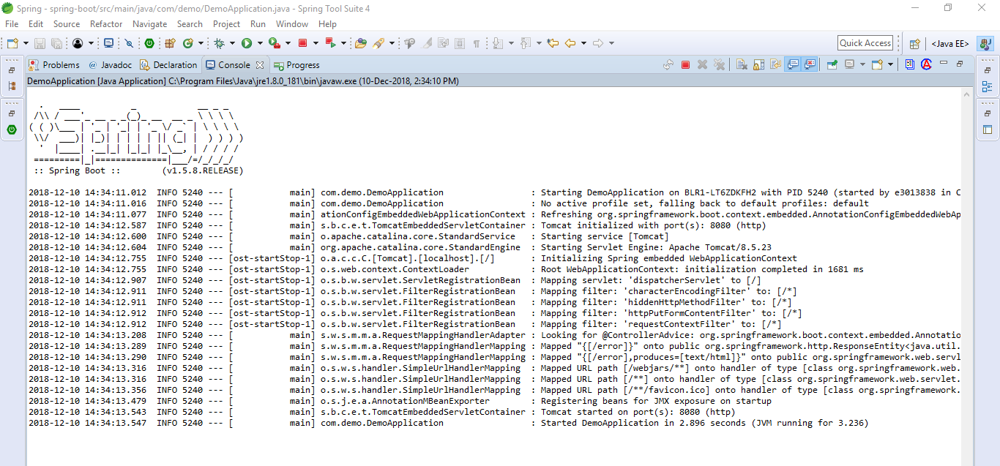 Spring - spring-boot/src/main/java/com/demo/DemoApplication.java - Spring Tool Suite 4
File Edit Source Refactor Navigate Search Project Run Window Help
Quick Access <Java EE>
Problems @ Javadoc Declaration Console Progress
DemoApplication [Java Application] C:\Program Files\Java\jre1.8.0_181\bin\javaw.exe (10-Dec-2018, 2:34:10 PM)
  .   ____          _            __ _ _
 /\\ / ___'_ __ _ _(_)_ __  __ _ \ \ \ \
( ( )\___ | '_ | '_| | '_ \/ _` | \ \ \ \
 \\/  ___)| |_)| | | | | || (_| |  ) ) ) )
  '  |____| .__|_| |_|_| |_\__, | / / / /
 =========|_|==============|___/=/_/_/_/
 :: Spring Boot ::        (v1.5.8.RELEASE)
2018-12-10 14:34:11.012  INFO 5240 --- [           main] com.demo.DemoApplication                 : Starting DemoApplication on BLR1-LT6ZDKFH2 with PID 5240 (started by e3013838 in C
2018-12-10 14:34:11.016  INFO 5240 --- [           main] com.demo.DemoApplication                 : No active profile set, falling back to default profiles: default
2018-12-10 14:34:11.077  INFO 5240 --- [           main] ationConfigEmbeddedWebApplicationContext : Refreshing org.springframework.boot.context.embedded.AnnotationConfigEmbeddedWebAp
2018-12-10 14:34:12.587  INFO 5240 --- [           main] s.b.c.e.t.TomcatEmbeddedServletContainer : Tomcat initialized with port(s): 8080 (http)
2018-12-10 14:34:12.600  INFO 5240 --- [           main] o.apache.catalina.core.StandardService   : Starting service [Tomcat]
2018-12-10 14:34:12.604  INFO 5240 --- [           main] org.apache.catalina.core.StandardEngine  : Starting Servlet Engine: Apache Tomcat/8.5.23
2018-12-10 14:34:12.755  INFO 5240 --- [ost-startStop-1] o.a.c.c.C.[Tomcat].[localhost].[/]       : Initializing Spring embedded WebApplicationContext
2018-12-10 14:34:12.755  INFO 5240 --- [ost-startStop-1] o.s.web.context.ContextLoader            : Root WebApplicationContext: initialization completed in 1681 ms
2018-12-10 14:34:12.907  INFO 5240 --- [ost-startStop-1] o.s.b.w.servlet.ServletRegistrationBean  : Mapping servlet: 'dispatcherServlet' to [/]
2018-12-10 14:34:12.911  INFO 5240 --- [ost-startStop-1] o.s.b.w.servlet.FilterRegistrationBean   : Mapping filter: 'characterEncodingFilter' to: [/*]
2018-12-10 14:34:12.911  INFO 5240 --- [ost-startStop-1] o.s.b.w.servlet.FilterRegistrationBean   : Mapping filter: 'hiddenHttpMethodFilter' to: [/*]
2018-12-10 14:34:12.912  INFO 5240 --- [ost-startStop-1] o.s.b.w.servlet.FilterRegistrationBean   : Mapping filter: 'httpPutFormContentFilter' to: [/*]
2018-12-10 14:34:12.912  INFO 5240 --- [ost-startStop-1] o.s.b.w.servlet.FilterRegistrationBean   : Mapping filter: 'requestContextFilter' to: [/*]
2018-12-10 14:34:13.208  INFO 5240 --- [           main] s.w.s.m.m.a.RequestMappingHandlerAdapter : Looking for @ControllerAdvice: org.springframework.boot.context.embedded.Annotatio
2018-12-10 14:34:13.289  INFO 5240 --- [           main] s.w.s.m.m.a.RequestMappingHandlerMapping : Mapped "{[/error]}" onto public org.springframework.http.ResponseEntity<java.util.
2018-12-10 14:34:13.290  INFO 5240 --- [           main] s.w.s.m.m.a.RequestMappingHandlerMapping : Mapped "{[/error],produces=[text/html]}" onto public org.springframework.web.servl
2018-12-10 14:34:13.316  INFO 5240 --- [           main] o.s.w.s.handler.SimpleUrlHandlerMapping  : Mapped URL path [/webjars/**] onto handler of type [class org.springframework.web.
2018-12-10 14:34:13.316  INFO 5240 --- [           main] o.s.w.s.handler.SimpleUrlHandlerMapping  : Mapped URL path [/**] onto handler of type [class org.springframework.web.servlet.
2018-12-10 14:34:13.356  INFO 5240 --- [           main] o.s.w.s.handler.SimpleUrlHandlerMapping  : Mapped URL path [/**/favicon.ico] onto handler of type [class org.springframework.
2018-12-10 14:34:13.479  INFO 5240 --- [           main] o.s.j.e.a.AnnotationMBeanExporter        : Registering beans for JMX exposure on startup
2018-12-10 14:34:13.543  INFO 5240 --- [           main] s.b.c.e.t.TomcatEmbeddedServletContainer : Tomcat started on port(s): 8080 (http)
2018-12-10 14:34:13.547  INFO 5240 --- [           main] com.demo.DemoApplication                 : Started DemoApplication in 2.896 seconds (JVM running for 3.236)